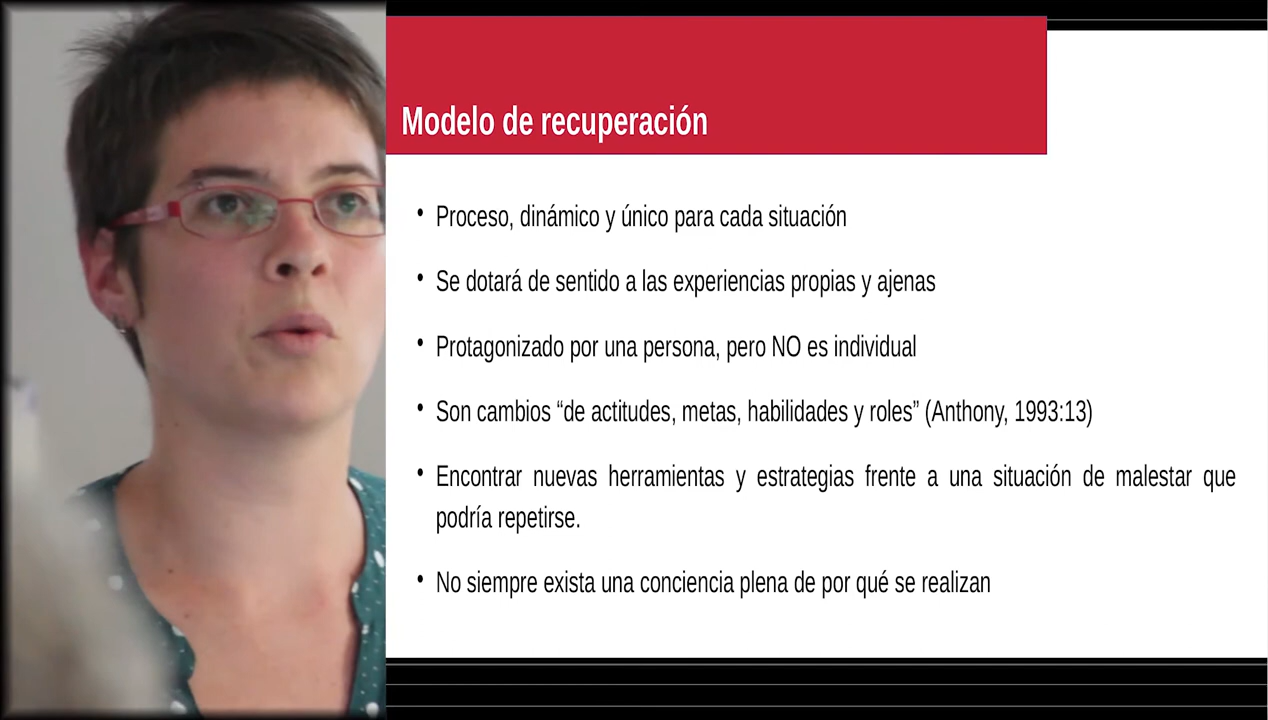 Modelo de recuperación
• Proceso, dinámico y único para cada situación
• Se dotará de sentido a las experiencias propias y ajenas
• Protagonizado por una persona, pero NO es individual
• Son cambios “de actitudes, metas, habilidades y roles” (Anthony, 1993:13)
• Encontrar nuevas herramientas y estrategias frente a una situación de malestar que
podría repetirse.
• No siempre exista una conciencia plena de por qué se realizan